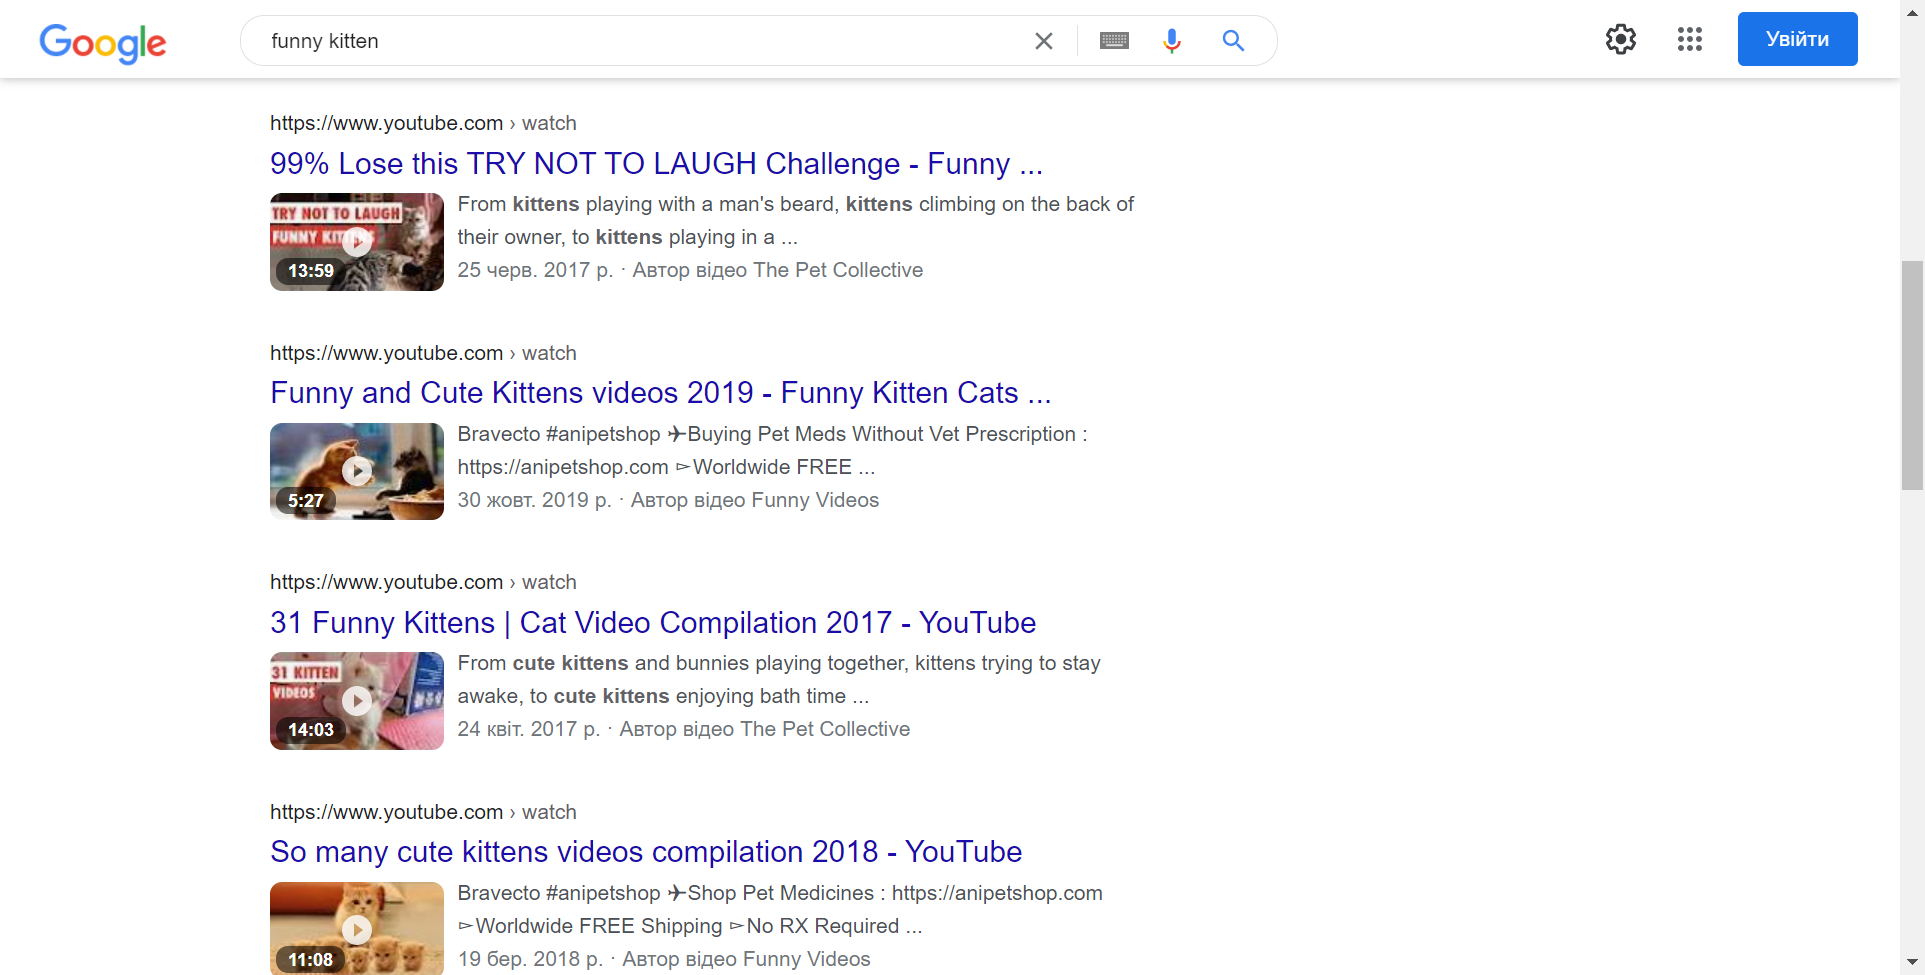 Google
funny kitten
Увійти
https://www.youtube.com › watch
99% Lose this TRY NOT TO LAUGH Challenge - Funny ...
TRY NOT TO LAUGH
FUNNY KITTENS
13:59
From kittens playing with a man's beard, kittens climbing on the back of
their owner, to kittens playing in a ...
25 черв. 2017 р. · Автор відео The Pet Collective
https://www.youtube.com › watch
Funny and Cute Kittens videos 2019 - Funny Kitten Cats ...
5:27
Bravecto #anipetshop ✈Buying Pet Meds Without Vet Prescription :
https://anipetshop.com ➻Worldwide FREE ...
30 жовт. 2019 р. · Автор відео Funny Videos
https://www.youtube.com › watch
31 Funny Kittens | Cat Video Compilation 2017 - YouTube
31 KITTEN
VIDEOS
14:03
From cute kittens and bunnies playing together, kittens trying to stay
awake, to cute kittens enjoying bath time ...
24 квіт. 2017 р. · Автор відео The Pet Collective
https://www.youtube.com › watch
So many cute kittens videos compilation 2018 - YouTube
11:08
Bravecto #anipetshop ✈Shop Pet Medicines : https://anipetshop.com
➻Worldwide FREE Shipping ➻No RX Required ...
19 бер. 2018 р. · Автор відео Funny Videos